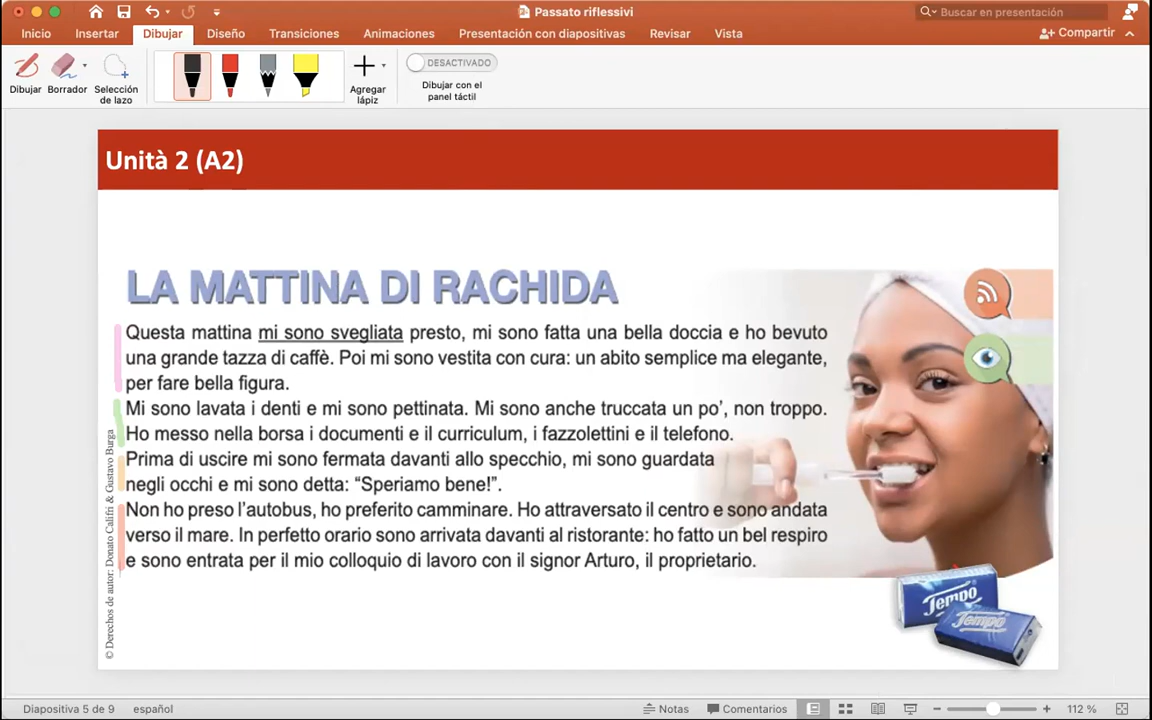 Passato riflessivi
Buscar en presentación
Inicio
Insertar
Dibujar
Diseño
Transiciones
Animaciones
Presentación con diapositivas
Revisar
Vista
Compartir
Dibujar
Borrador
Selección
de lazo
Agregar
lápiz
DESACTIVADO
Dibujar con el
panel táctil
Unità 2 (A2)
LA MATTINA DI RACHIDA
Questa mattina mi sono svegliata presto, mi sono fatta una bella doccia e ho bevuto
una grande tazza di caffè. Poi mi sono vestita con cura: un abito semplice ma elegante,
per fare bella figura.
Mi sono lavata i denti e mi sono pettinata. Mi sono anche truccata un po’, non troppo.
Ho messo nella borsa i documenti e il curriculum, i fazzolettini e il telefono.
Prima di uscire mi sono fermata davanti allo specchio, mi sono guardata
negli occhi e mi sono detta: “Speriamo bene!”.
Non ho preso l’autobus, ho preferito camminare. Ho attraversato il centro e sono andata
verso il mare. In perfetto orario sono arrivata davanti al ristorante: ho fatto un bel respiro
e sono entrata per il mio colloquio di lavoro con il signor Arturo, il proprietario.
© Derechos de autor: Donato Califri & Gustavo Burga
Tempo
Tempo
Diapositiva 5 de 9
español
Notas
Comentarios
112 %